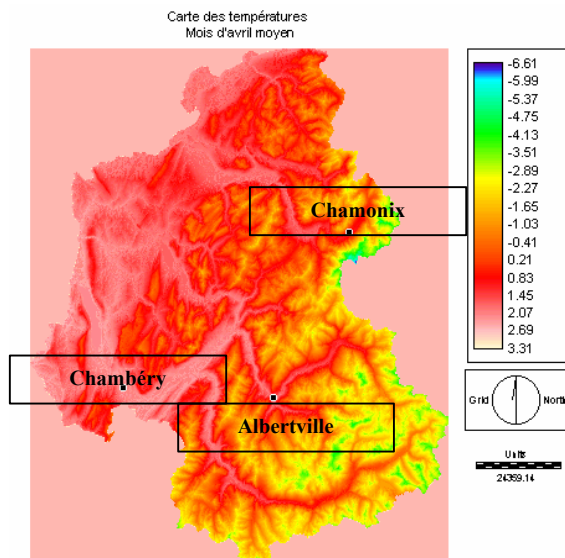 Carte des températures
Mois d'avril moyen
Chamonix
Chambéry
Albertville
-6.61
-5.99
-5.37
-4.75
-4.13
-3.51
-2.89
-2.27
-1.65
-1.03
-0.41
0.21
0.83
1.45
2.07
2.69
3.31
Grid North
Units
24359.14